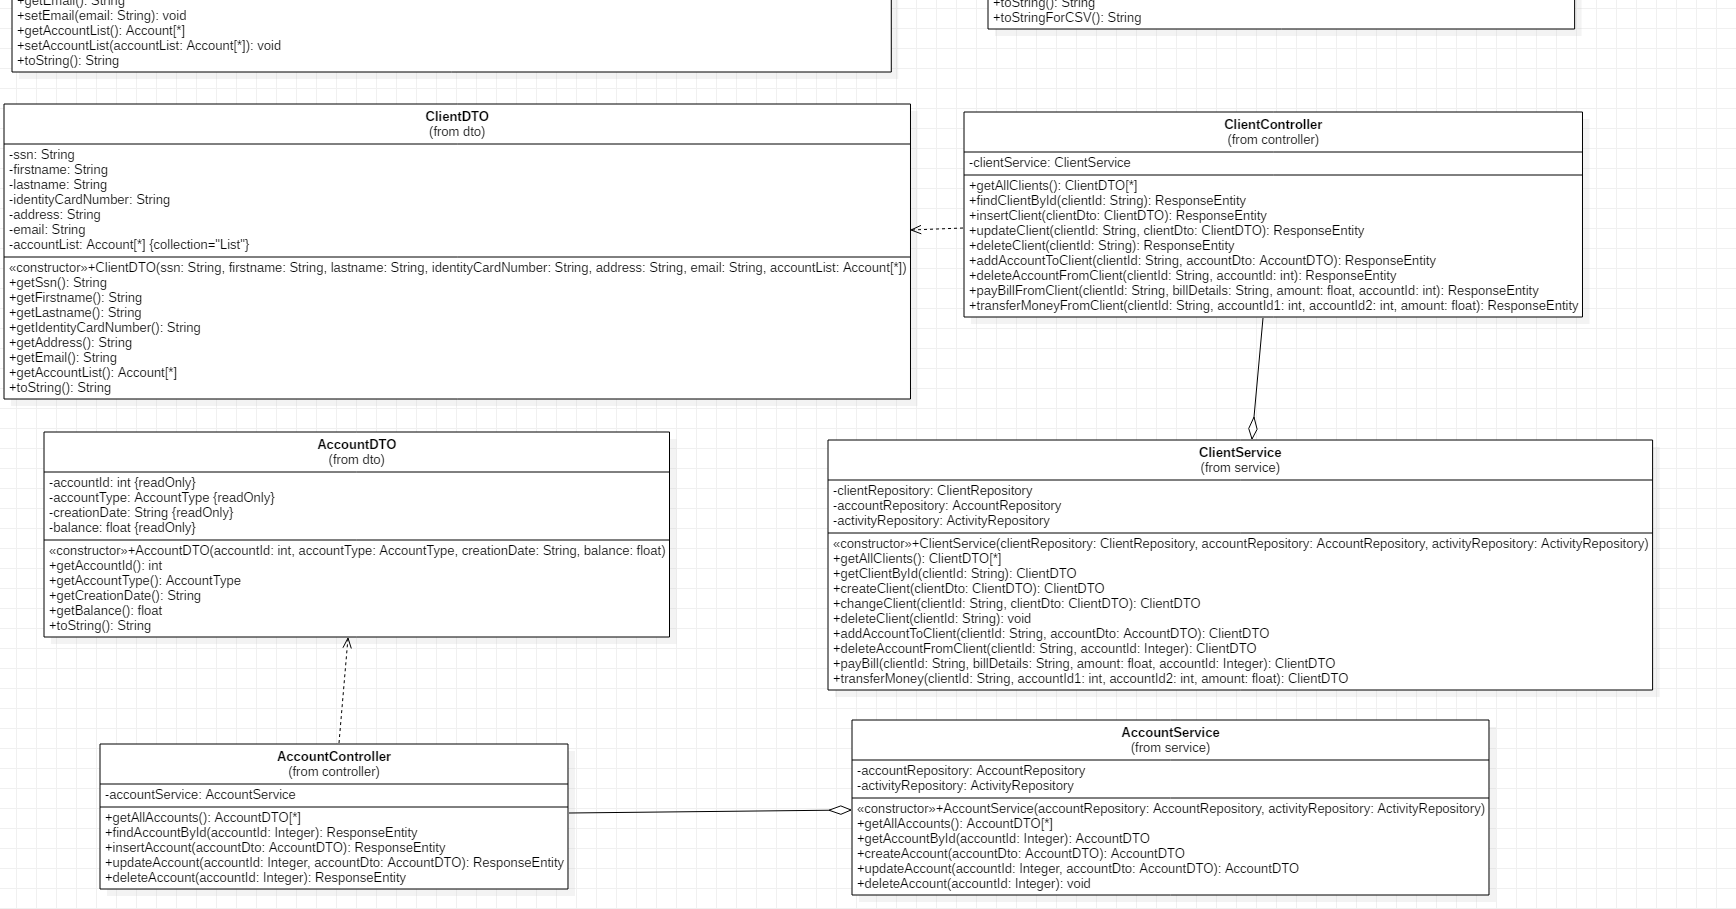 +getEmail(): String
+setEmail(email: String): void
+getAccountList(): Account[*]
+setAccountList(accountList: Account[*]): void
+toString(): String
+toString(): String
+toStringForCSV(): String
ClientDTO
(from dto)
-ssn: String
-firstname: String
-lastname: String
-identityCardNumber: String
-address: String
-email: String
-accountList: Account[*] {collection="List"}
«constructor»+ClientDTO(ssn: String, firstname: String, lastname: String, identityCardNumber: String, address: String, email: String, accountList: Account[*])
+getSsn(): String
+getFirstname(): String
+getLastname(): String
+getIdentityCardNumber(): String
+getAddress(): String
+getEmail(): String
+getAccountList(): Account[*]
+toString(): String
ClientController
(from controller)
-clientService: ClientService
+getAllClients(): ClientDTO[*]
+findClientById(clientId: String): ResponseEntity
+insertClient(clientDto: ClientDTO): ResponseEntity
+updateClient(clientId: String, clientDto: ClientDTO): ResponseEntity
+deleteClient(clientId: String): ResponseEntity
+addAccountToClient(clientId: String, accountDto: AccountDTO): ResponseEntity
+deleteAccountFromClient(clientId: String, accountId: int): ResponseEntity
+payBillFromClient(clientId: String, billDetails: String, amount: float, accountId: int): ResponseEntity
+transferMoneyFromClient(clientId: String, accountId1: int, accountId2: int, amount: float): ResponseEntity
AccountDTO
(from dto)
-accountId: int {readOnly}
-accountType: AccountType {readOnly}
-creationDate: String {readOnly}
-balance: float {readOnly}
«constructor»+AccountDTO(accountId: int, accountType: AccountType, creationDate: String, balance: float)
+getAccountId(): int
+getAccountType(): AccountType
+getCreationDate(): String
+getBalance(): float
+toString(): String
ClientService
(from service)
-clientRepository: ClientRepository
-accountRepository: AccountRepository
-activityRepository: ActivityRepository
«constructor»+ClientService(clientRepository: ClientRepository, accountRepository: AccountRepository, activityRepository: ActivityRepository)
+getAllClients(): ClientDTO[*]
+getClientById(clientId: String): ClientDTO
+createClient(clientDto: ClientDTO): ClientDTO
+changeClient(clientId: String, clientDto: ClientDTO): ClientDTO
+deleteClient(clientId: String): void
+addAccountToClient(clientId: String, accountDto: AccountDTO): ClientDTO
+deleteAccountFromClient(clientId: String, accountId: Integer): ClientDTO
+payBill(clientId: String, billDetails: String, amount: float, accountId: Integer): ClientDTO
+transferMoney(clientId: String, accountId1: int, accountId2: int, amount: float): ClientDTO
AccountController
(from controller)
-accountService: AccountService
+getAllAccounts(): AccountDTO[*]
+findAccountById(accountId: Integer): ResponseEntity
+insertAccount(accountDto: AccountDTO): ResponseEntity
+updateAccount(accountId: Integer, accountDto: AccountDTO): ResponseEntity
+deleteAccount(accountId: Integer): ResponseEntity
AccountService
(from service)
-accountRepository: AccountRepository
-activityRepository: ActivityRepository
«constructor»+AccountService(accountRepository: AccountRepository, activityRepository: ActivityRepository)
+getAllAccounts(): AccountDTO[*]
+getAccountById(accountId: Integer): AccountDTO
+createAccount(accountDto: AccountDTO): AccountDTO
+updateAccount(accountId: Integer, accountDto: AccountDTO): AccountDTO
+deleteAccount(accountId: Integer): void